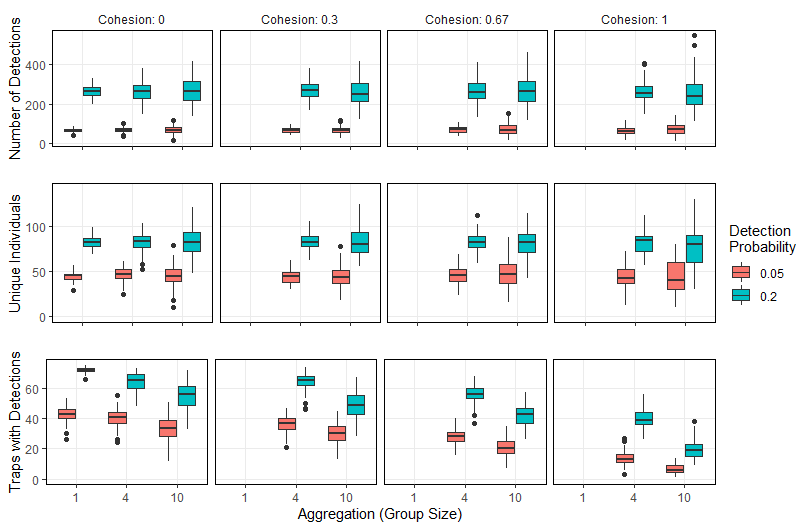 Cohesion: 0
Cohesion: 0.3
Cohesion: 0.67
Cohesion: 1
Number of Detections
400
200
0
Unique Individuals
100
50
0
Traps with Detections
60
40
20
0
1 4 10
1 4 10
1 4 10
1 4 10
Aggregation (Group Size)
Detection
Probability
0.05
0.2